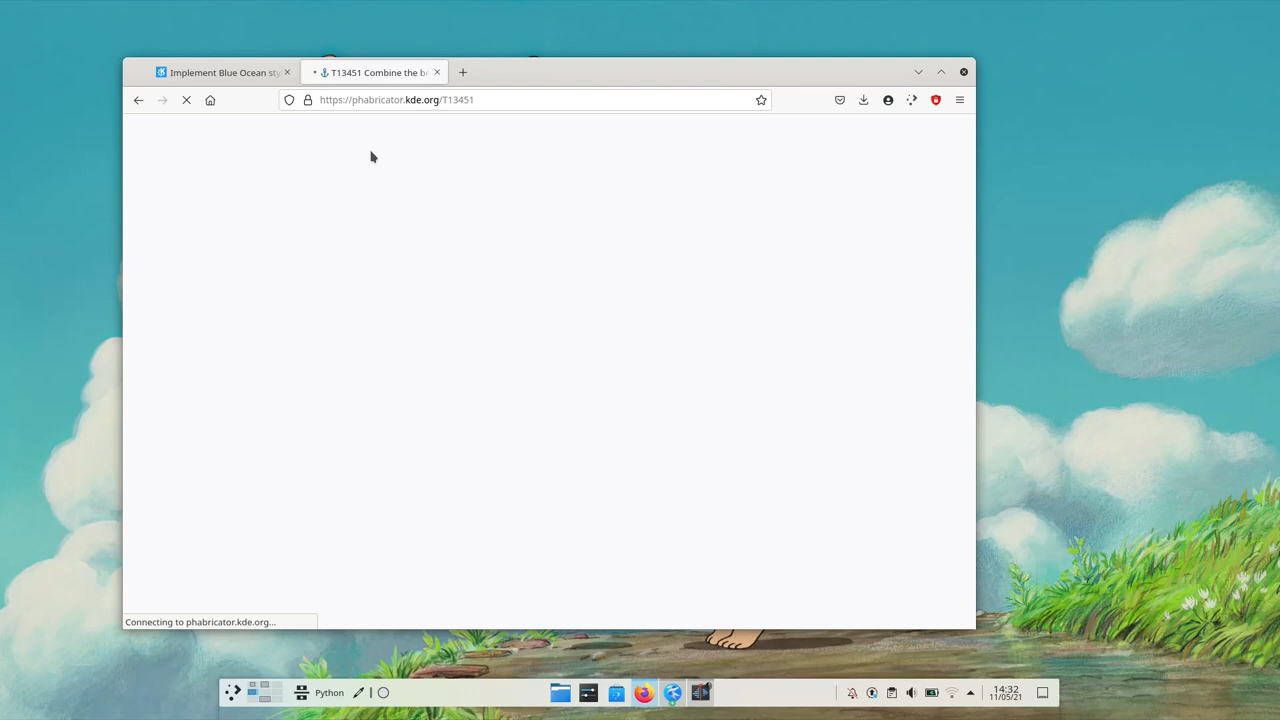 Implement Blue Ocean sty
T13451 Combine the be
https://phabricator.kde.org/T13451
Connecting to phabricator.kde.org...
Python
14:32
11/05/21